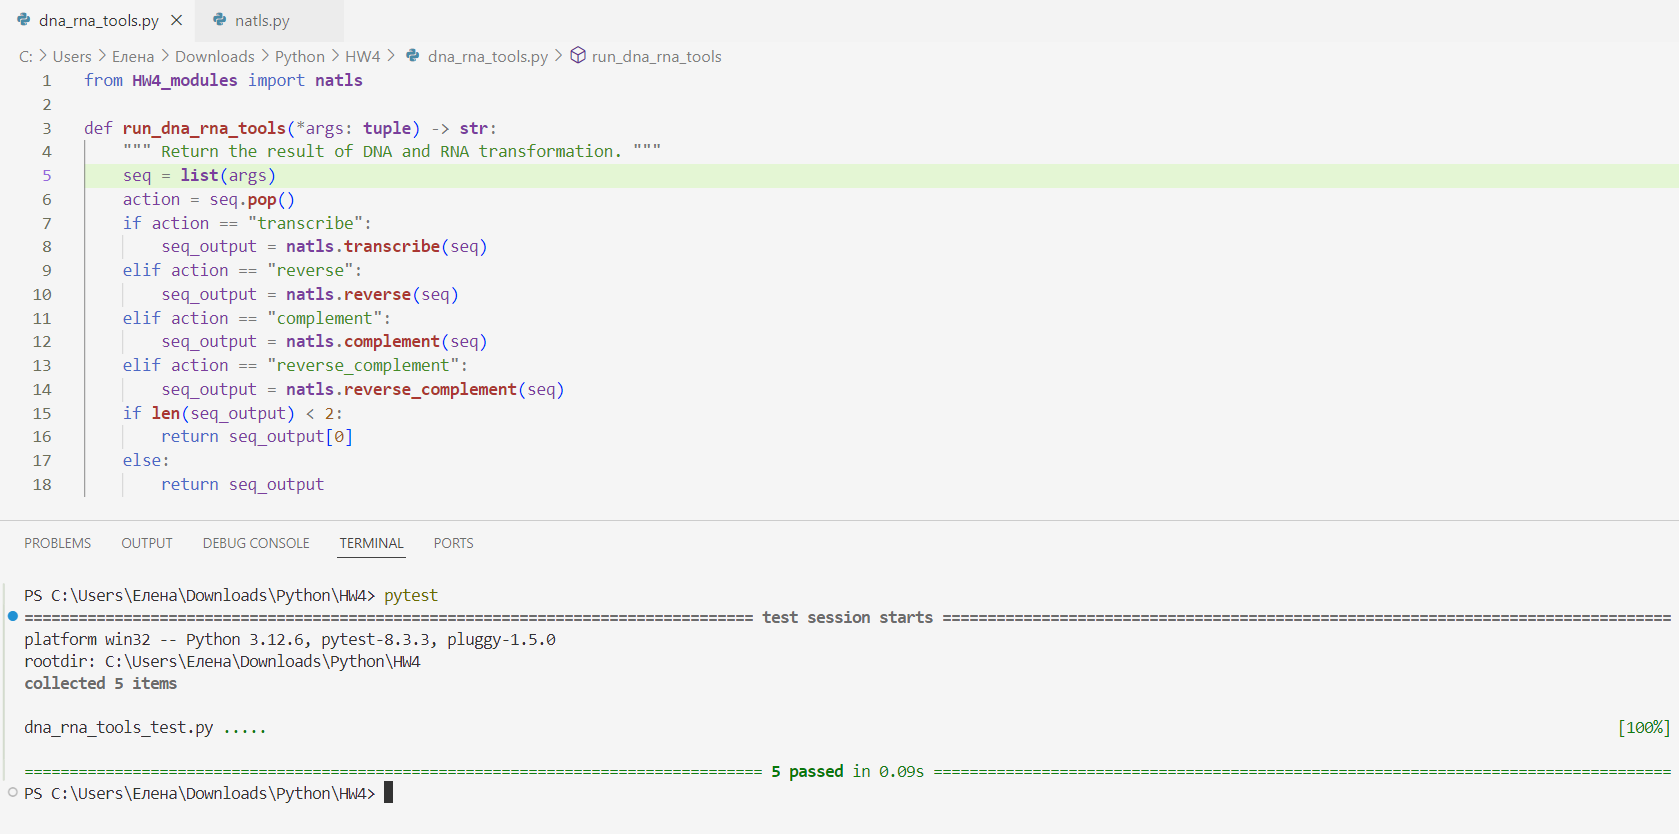 dna_rna_tools.py natls.py
C: > Users > Елена > Downloads > Python > HW4 > dna_rna_tools.py > run_dna_rna_tools
1 from HW4_modules import natls
2
3 def run_dna_rna_tools(*args: tuple) -> str:
4     """ Return the result of DNA and RNA transformation. """
5     seq = list(args)
6     action = seq.pop()
7     if action == "transcribe":
8         seq_output = natls.transcribe(seq)
9     elif action == "reverse":
10         seq_output = natls.reverse(seq)
11     elif action == "complement":
12         seq_output = natls.complement(seq)
13     elif action == "reverse_complement":
14         seq_output = natls.reverse_complement(seq)
15     if len(seq_output) < 2:
16         return seq_output[0]
17     else:
18         return seq_output
PROBLEMS OUTPUT DEBUG CONSOLE TERMINAL PORTS
PS C:\Users\Елена\Downloads\Python\HW4> pytest
================================================================================= test session starts =================================================================================
platform win32 -- Python 3.12.6, pytest-8.3.3, pluggy-1.5.0
rootdir: C:\Users\Елена\Downloads\Python\HW4
collected 5 items
dna_rna_tools_test.py ..... [100%]
================================================================================== 5 passed in 0.09s ==================================================================================
PS C:\Users\Елена\Downloads\Python\HW4>